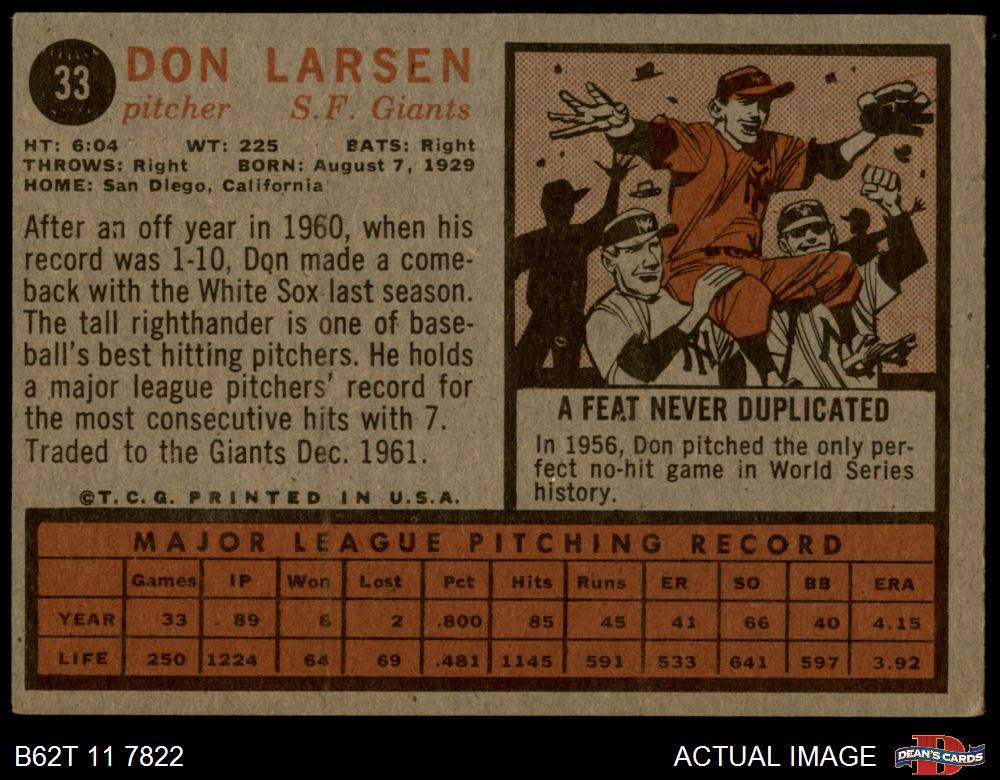 33
DON LARSEN
pitcher S.F. Giants
HT: 6:04 WT: 225 BATS: Right
THROWS: Right BORN: August 7, 1929
HOME: San Diego, California
After an off year in 1960, when his
record was 1-10, Don made a come-
back with the White Sox last season.
The tall righthander is one of base-
ball's best hitting pitchers. He holds
a major league pitchers' record for
the most consecutive hits with 7.
Traded to the Giants Dec. 1961.
©T.C.G. PRINTED IN U.S.A.
A FEAT NEVER DUPLICATED
In 1956, Don pitched the only per-
fect no-hit game in World Series
history.
MAJOR LEAGUE PITCHING RECORD
Games IP Won Lost Pct Hits Runs ER SO BB ERA
YEAR 33 89 8 2 .800 85 45 41 66 40 4.15
LIFE 250 1224 64 69 .481 1145 591 533 641 597 3.92
B62T 11 7822
ACTUAL IMAGE
D
DEAN'S CARDS